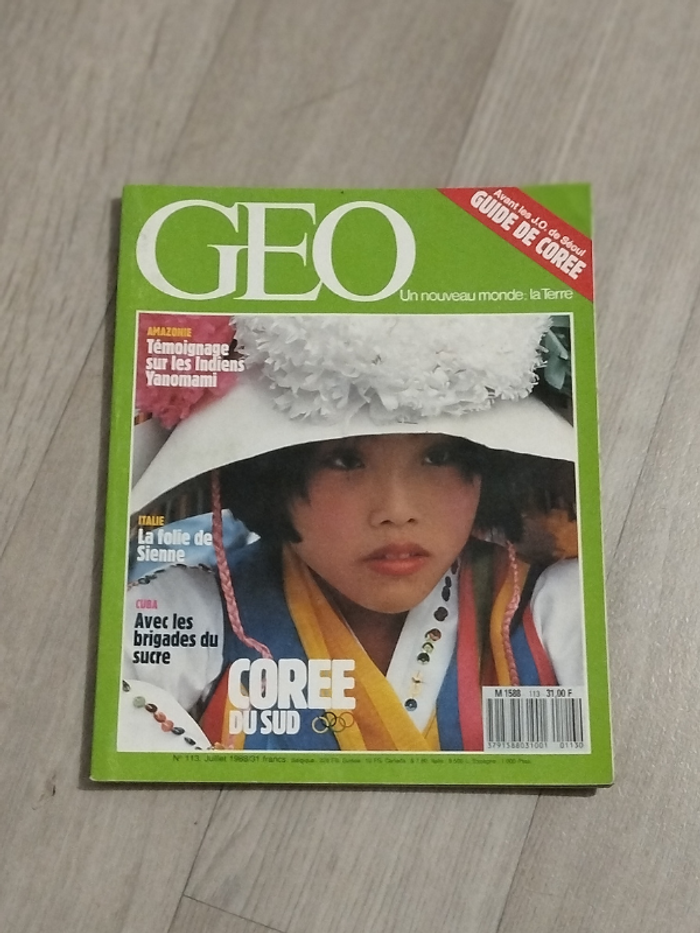 GEO
Un nouveau monde: la Terre
Avant les J.O. de Séoul
GUIDE DE COREE
AMAZONIE
Témoignage
sur les Indiens
Yanomami
ITALIE
La folie de
Sienne
CUBA
Avec les
brigades du
sucre
COREE
DU SUD
M 1588 113 31,00 F
3791588031001 01130
N° 113. Juillet 1988/31 francs.